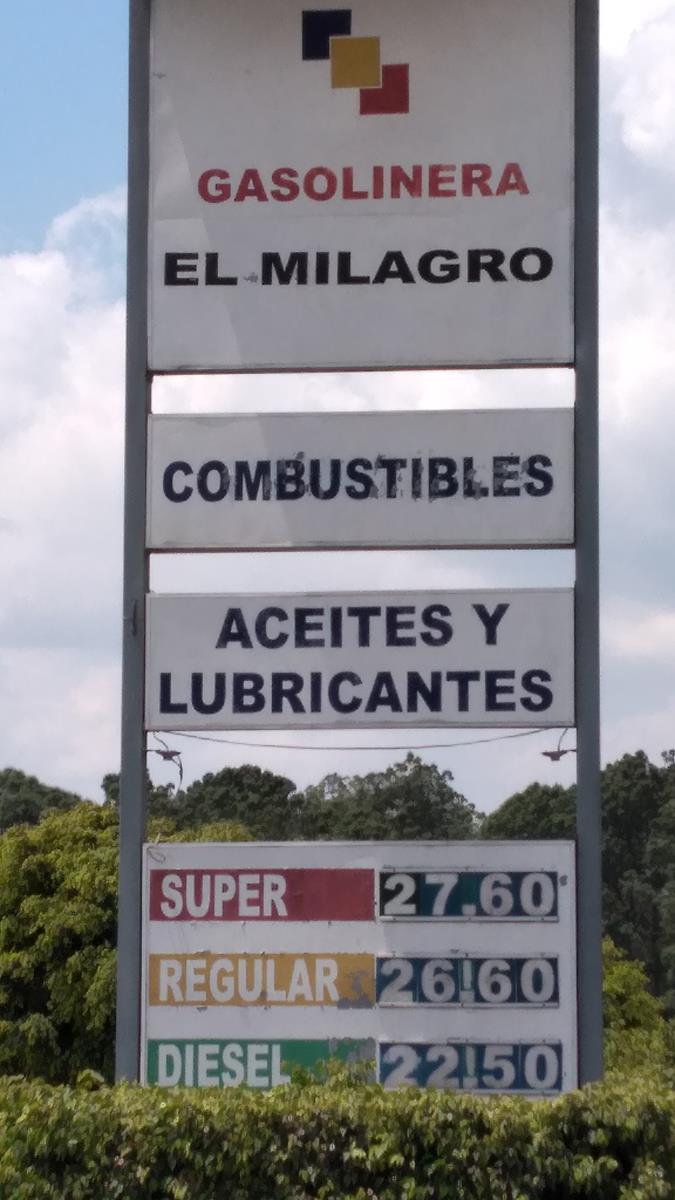 GASOLINERA
EL MILAGRO
COMBUSTIBLES
ACEITES Y
LUBRICANTES
SUPER 27.60
REGULAR 26.60
DIESEL 22.50